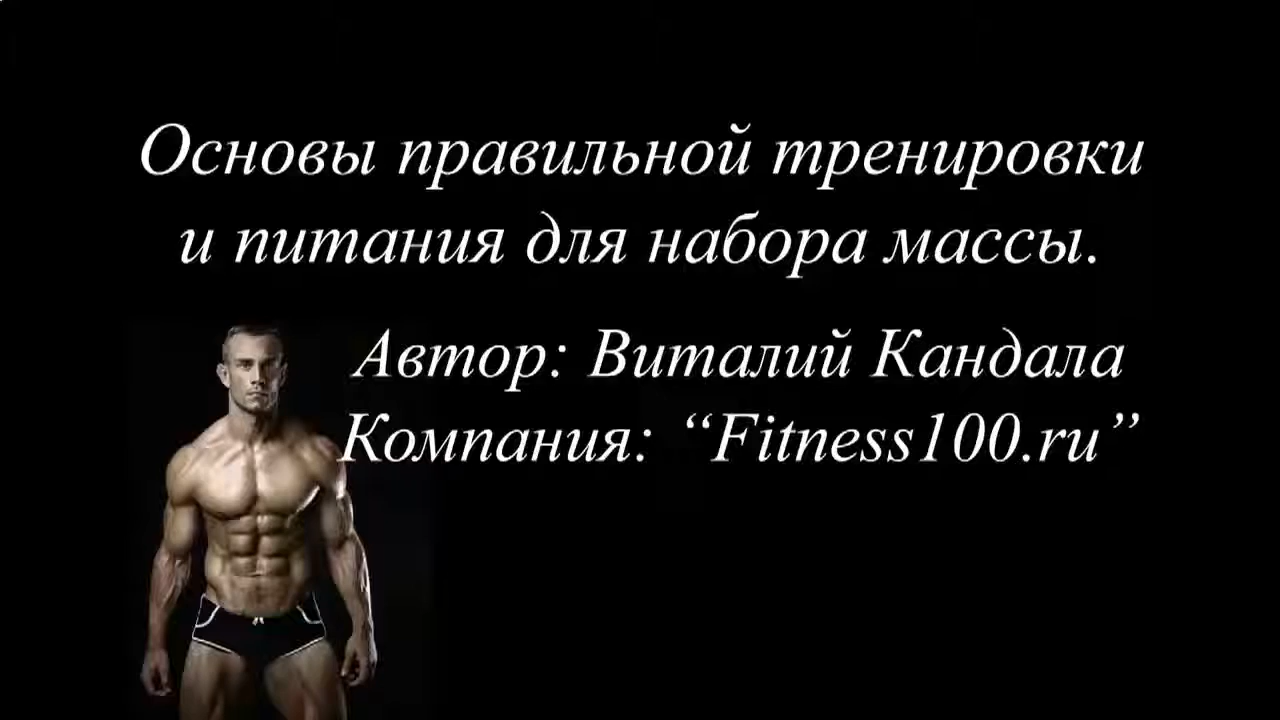 Основы правильной тренировки
и питания для набора массы.
Автор: Виталий Кандала
Компания: “Fitness100.ru”